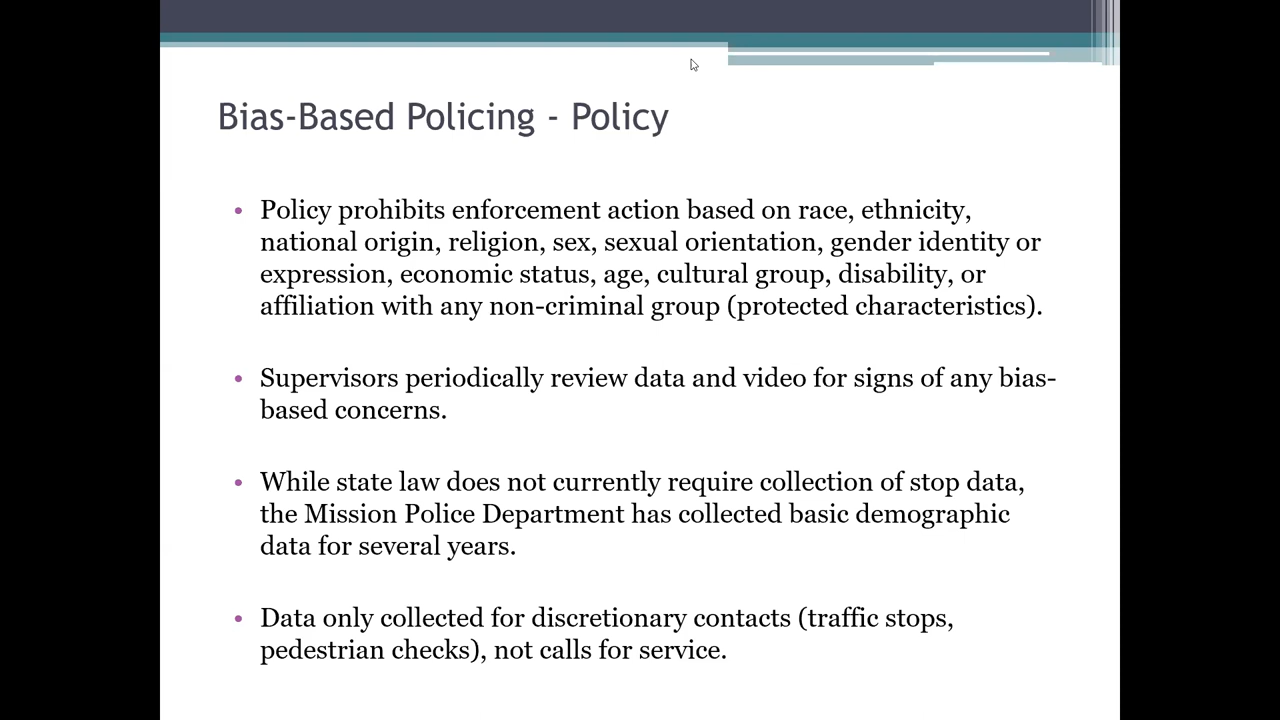 Bias-Based Policing - Policy
• Policy prohibits enforcement action based on race, ethnicity,
national origin, religion, sex, sexual orientation, gender identity or
expression, economic status, age, cultural group, disability, or
affiliation with any non-criminal group (protected characteristics).
• Supervisors periodically review data and video for signs of any bias-
based concerns.
• While state law does not currently require collection of stop data,
the Mission Police Department has collected basic demographic
data for several years.
• Data only collected for discretionary contacts (traffic stops,
pedestrian checks), not calls for service.